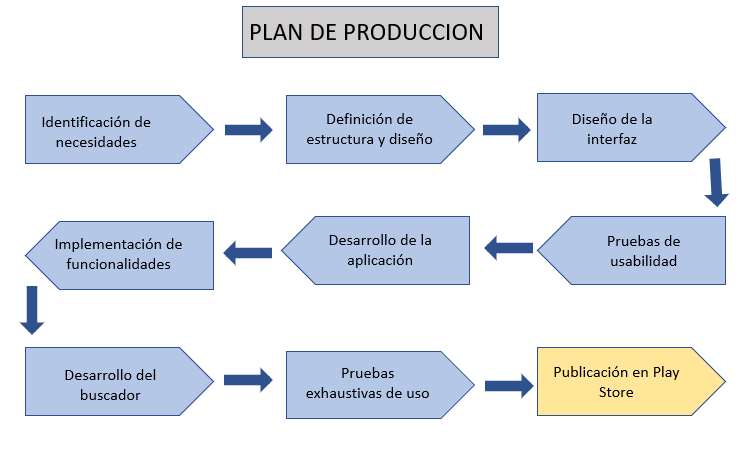 PLAN DE PRODUCCION
Identificación de
necesidades
Definición de
estructura y diseño
Diseño de la
interfaz
Pruebas de
usabilidad
Desarrollo de la
aplicación
Implementación de
funcionalidades
Desarrollo del
buscador
Pruebas
exhaustivas de uso
Publicación en Play
Store